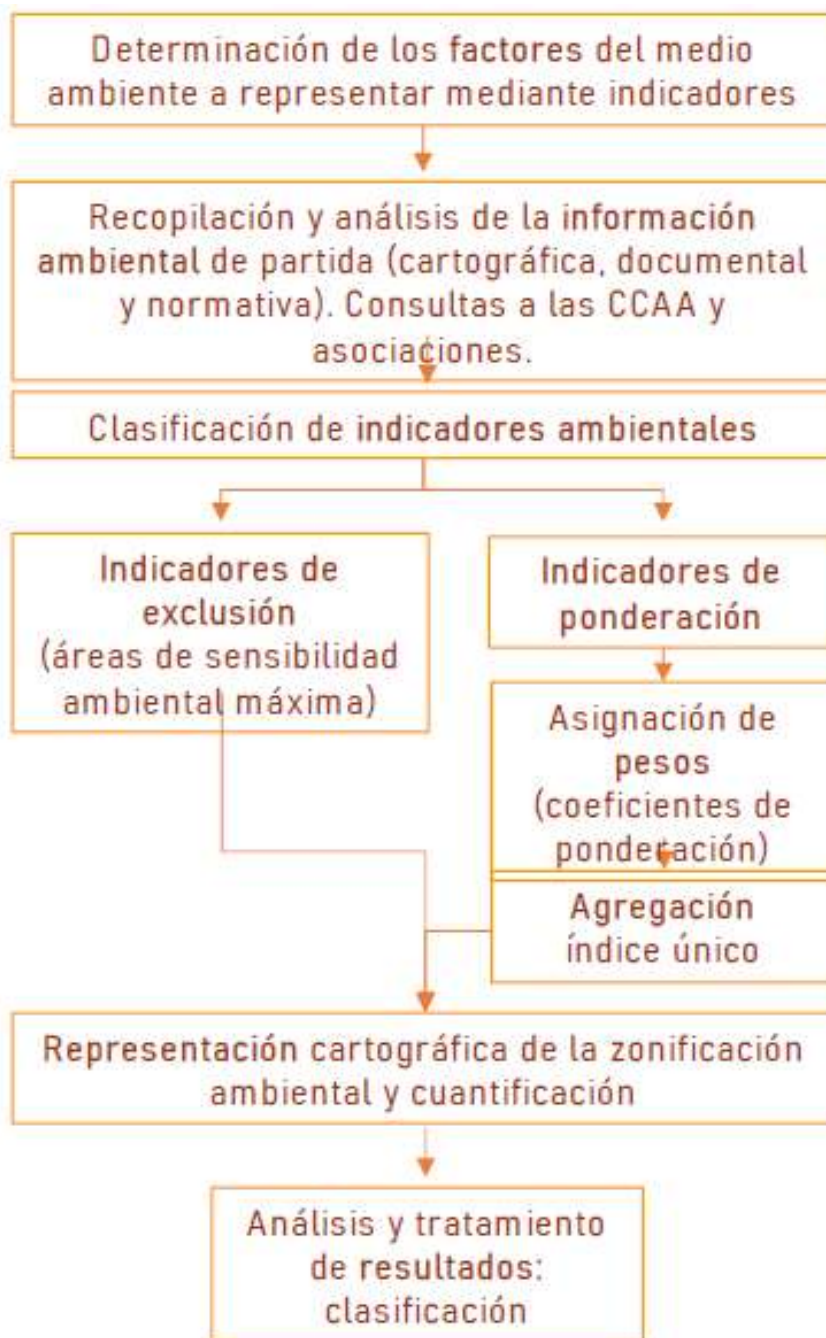 Determinación de los factores del medio
ambiente a representar mediante indicadores
Recopilación y análisis de la información
ambiental de partida (cartográfica, documental
y normativa). Consultas a las CCAA y
asociaciones.
Clasificación de indicadores ambientales
Indicadores de
exclusión
(áreas de sensibilidad
ambiental máxima)
Indicadores de
ponderación
Asignación de
pesos
(coeficientes de
ponderación)
Agregación
índice único
Representación cartográfica de la zonificación
ambiental y cuantificación
Análisis y tratamiento
de resultados:
clasificación